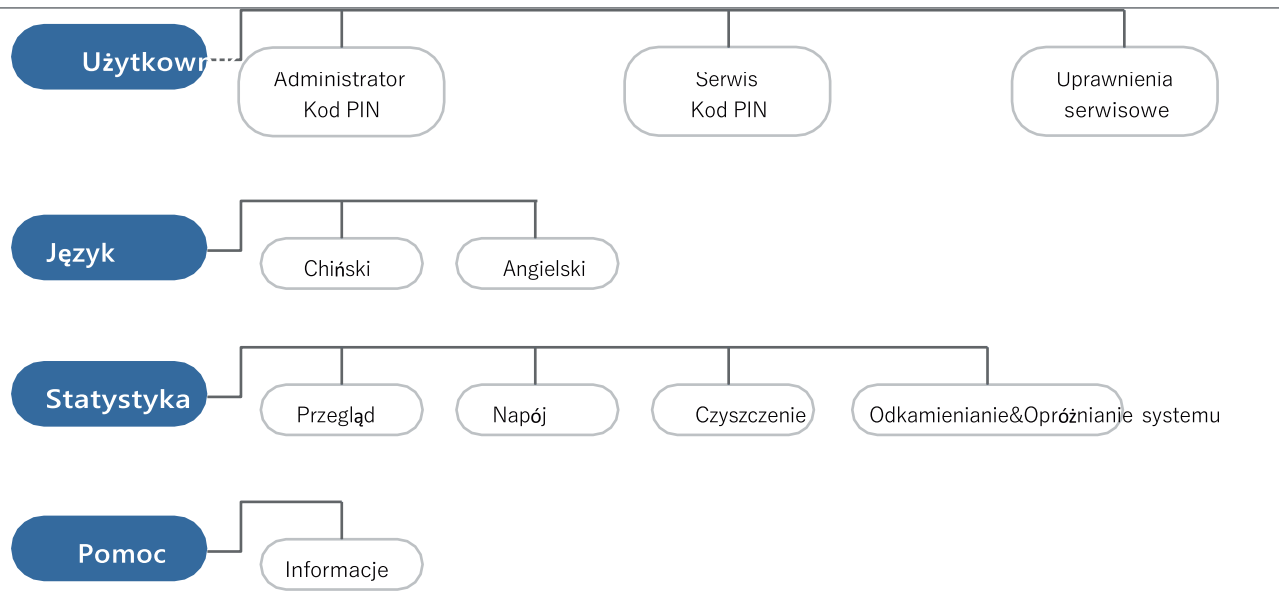 Użytkown
Administrator
Kod PIN
Serwis
Kod PIN
Uprawnienia
serwisowe
Język
Chiński
Angielski
Statystyka
Przegląd
Napój
Czyszczenie
Odkamienianie&Opróżnianie systemu
Pomoc
Informacje